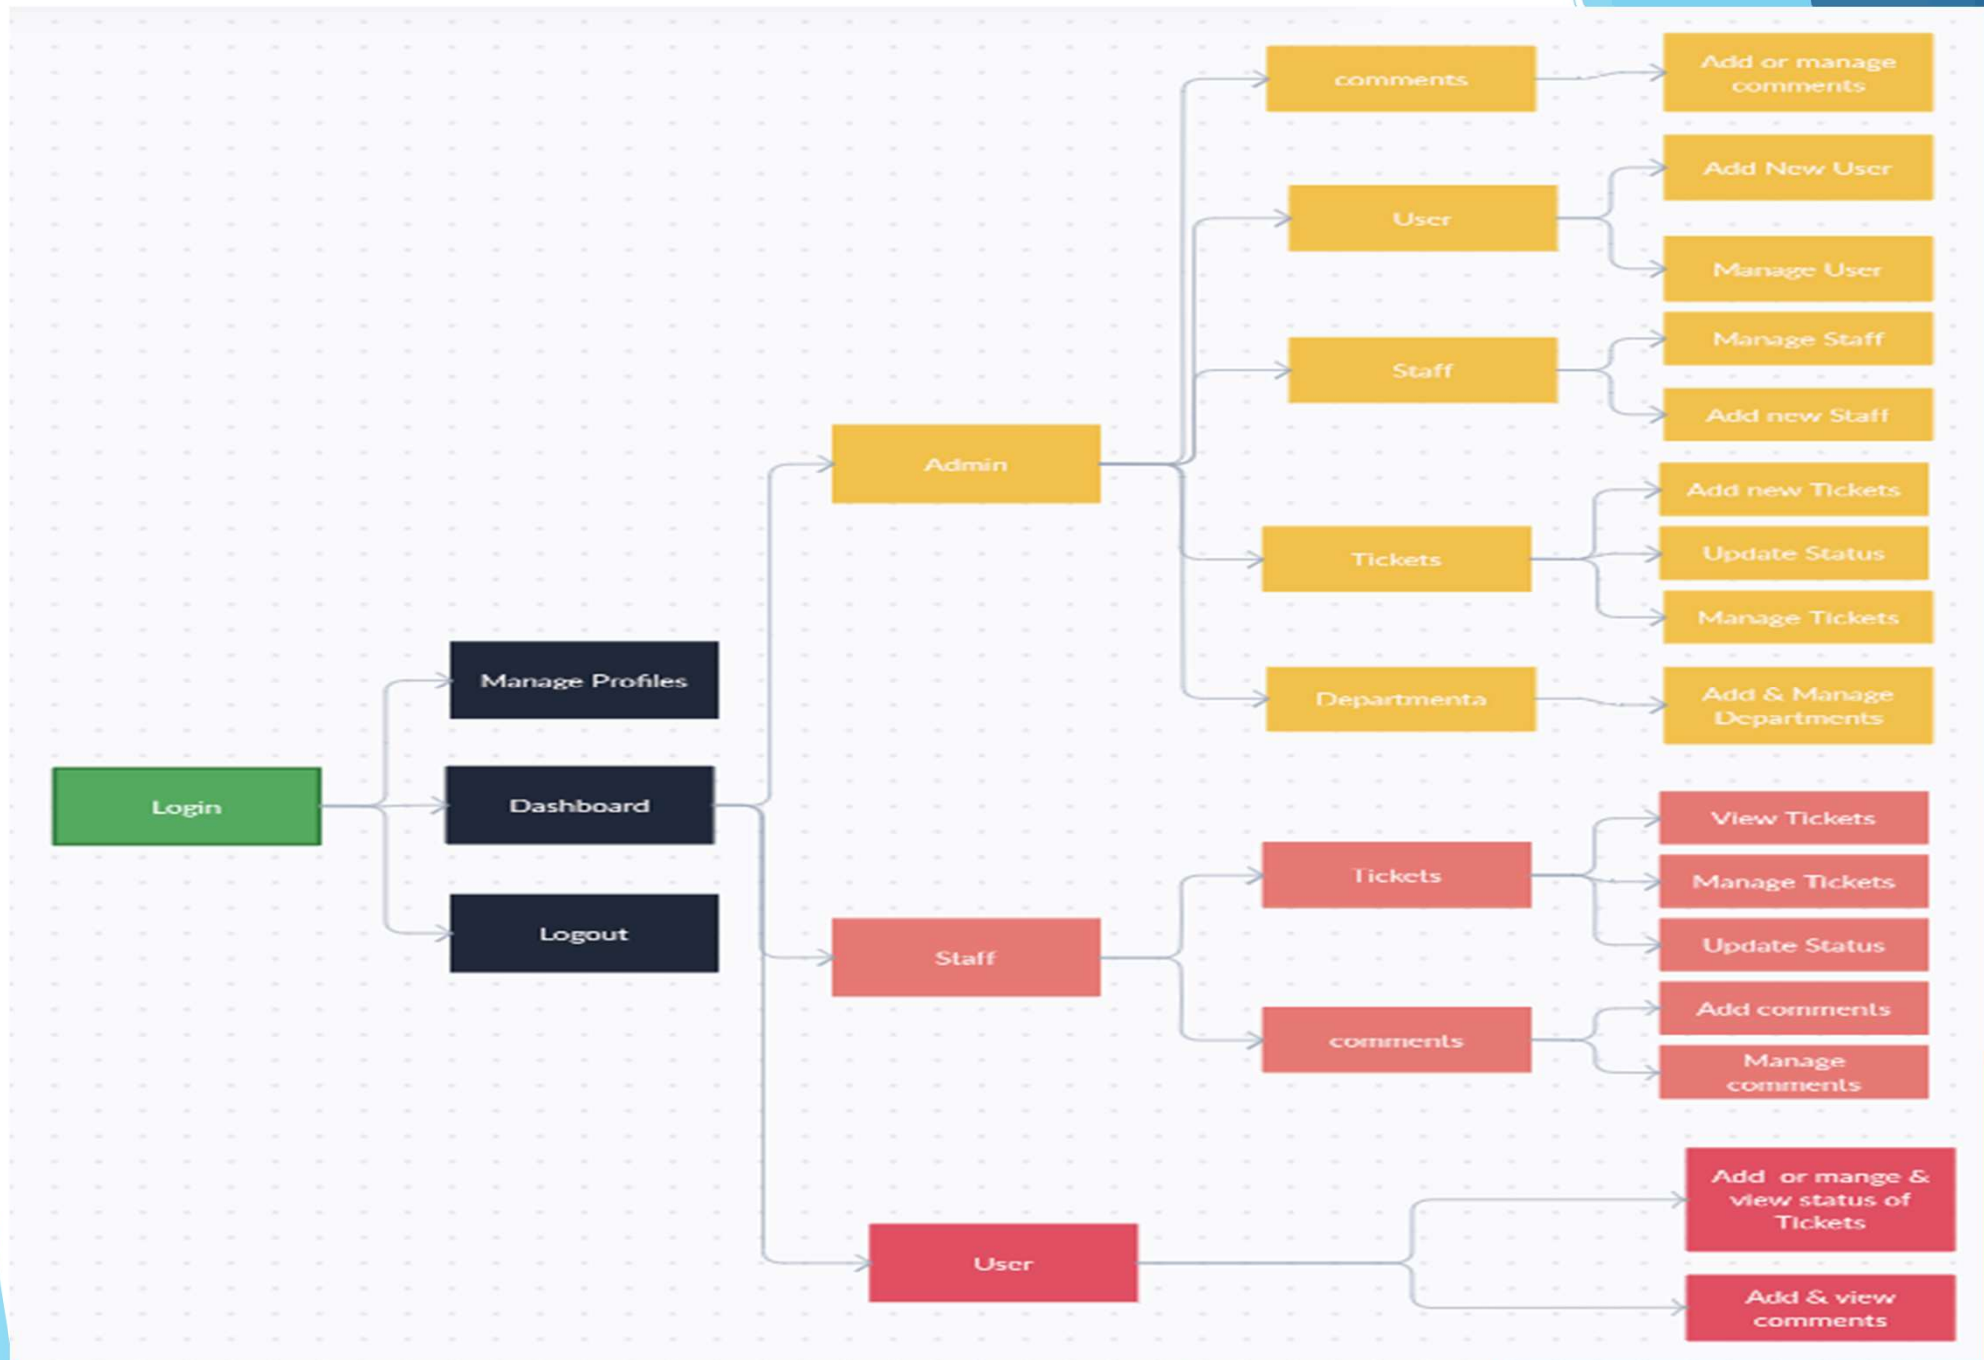 Login
Manage Profiles
Dashboard
Logout
Admin
comments
Add or manage
comments
User
Add New User
Manage User
Staff
Manage Staff
Add new Staff
Tickets
Add new Tickets
Update Status
Manage Tickets
Departmenta
Add & Manage
Departments
Staff
Tickets
View Tickets
Manage Tickets
Update Status
comments
Add comments
Manage
comments
User
Add or mange &
view status of
Tickets
Add & view
comments